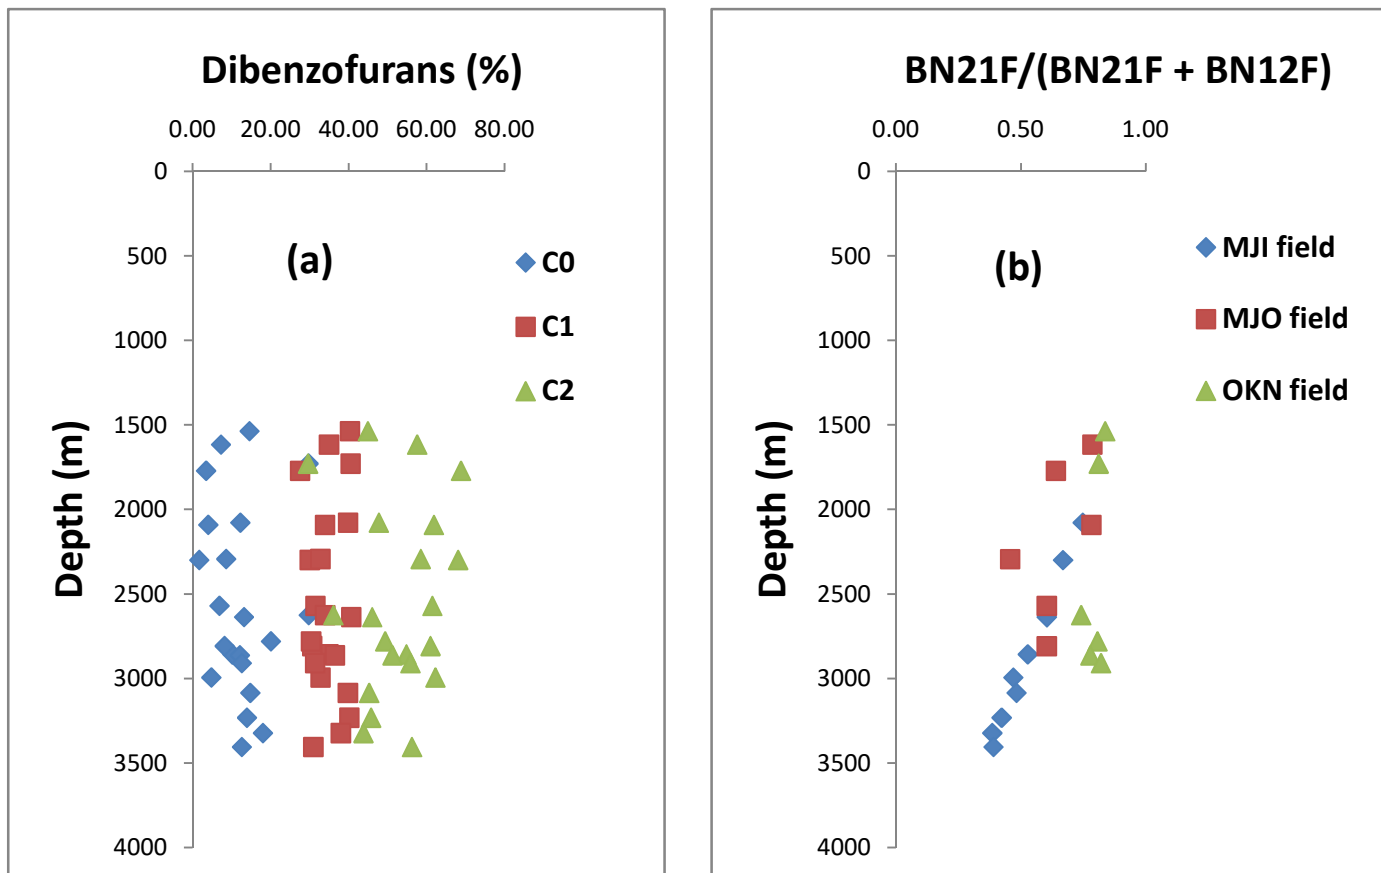 Dibenzofurans (%)
0.00 20.00 40.00 60.00 80.00
0
500
1000
1500
2000
2500
3000
3500
4000
Depth (m)
(a)
C0
C1
C2
BN21F/(BN21F + BN12F)
0.00 0.50 1.00
0
500
1000
1500
2000
2500
3000
3500
4000
Depth (m)
(b)
MJI field
MJO field
OKN field